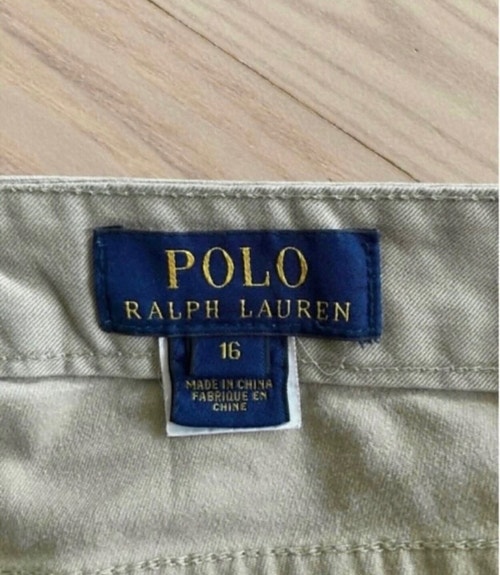 POLO
RALPH LAUREN
16
MADE IN CHINA
FABRIQUE EN
CHINE